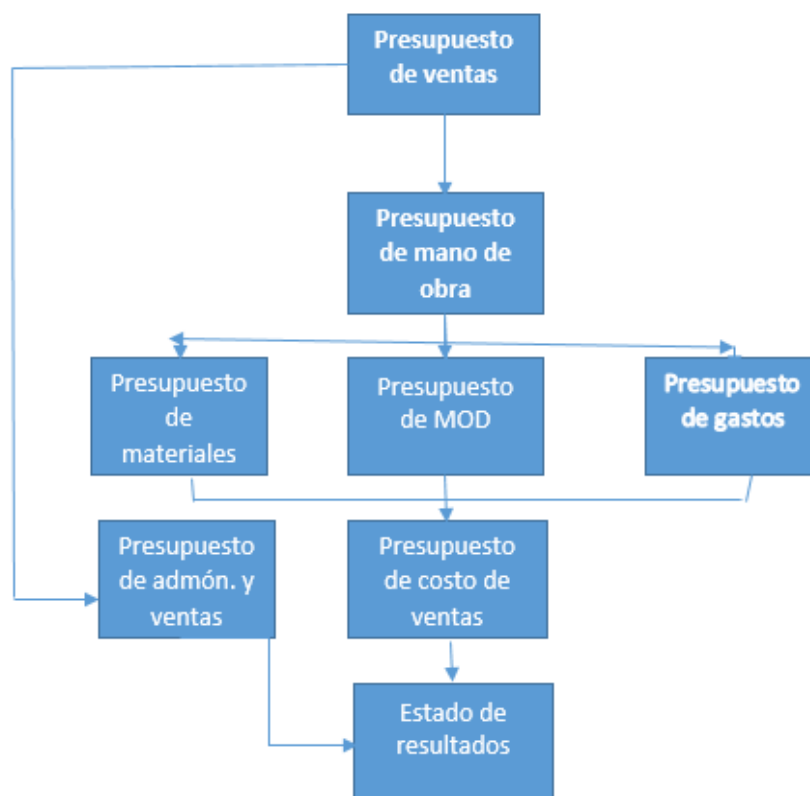 Presupuesto
de ventas
Presupuesto
de mano de
obra
Presupuesto
de
materiales
Presupuesto
de MOD
Presupuesto
de gastos
Presupuesto
de admón. y
ventas
Presupuesto
de costo de
ventas
Estado de
resultados